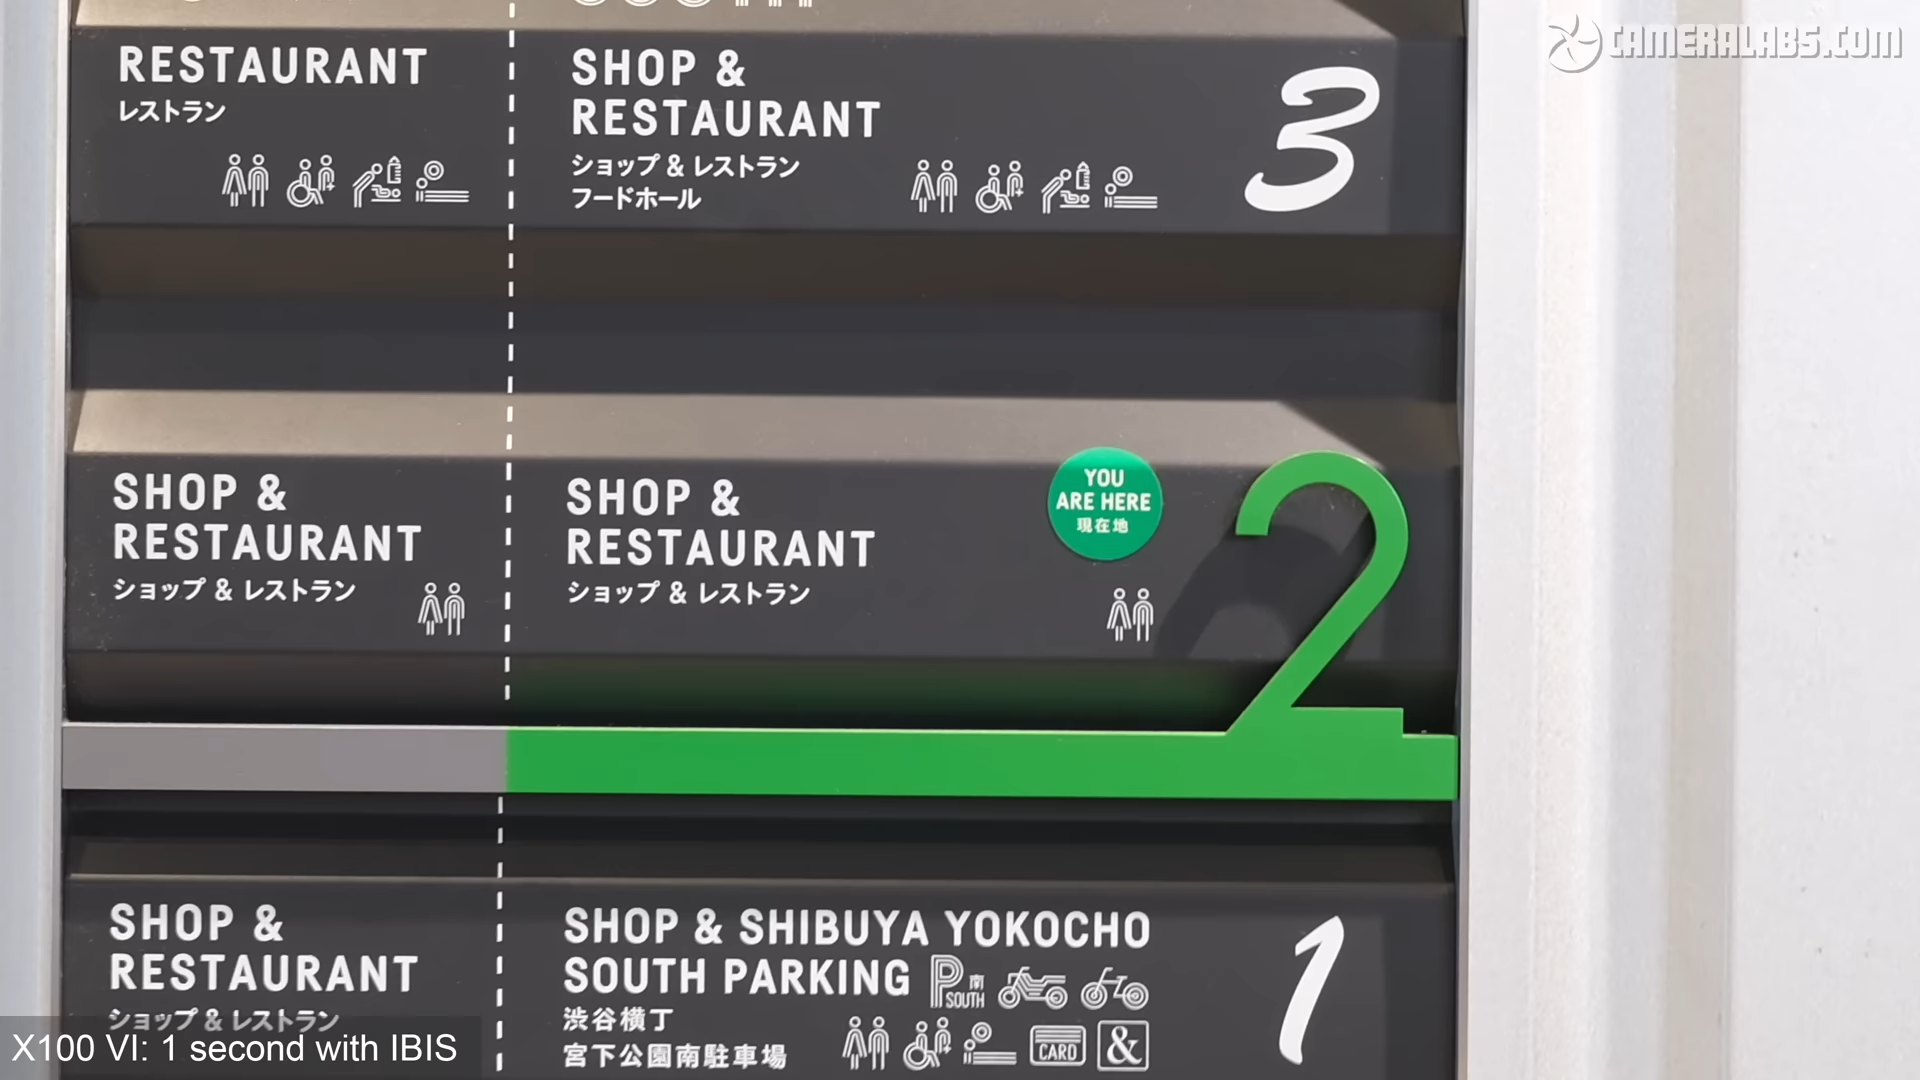 CAMERALABS.COM
RESTAURANT
レストラン
SHOP &
RESTAURANT
ショップ & レストラン
フードホール
3
SHOP &
RESTAURANT
ショップ & レストラン
SHOP &
RESTAURANT
ショップ & レストラン
YOU
ARE HERE
現在地
2
SHOP &
RESTAURANT
ショップ & レストラン
SHOP & SHIBUYA YOKOCHO
SOUTH PARKING P南 SOUTH
渋谷横丁
宮下公園南駐車場
CARD &
1
X100 VI: 1 second with IBIS